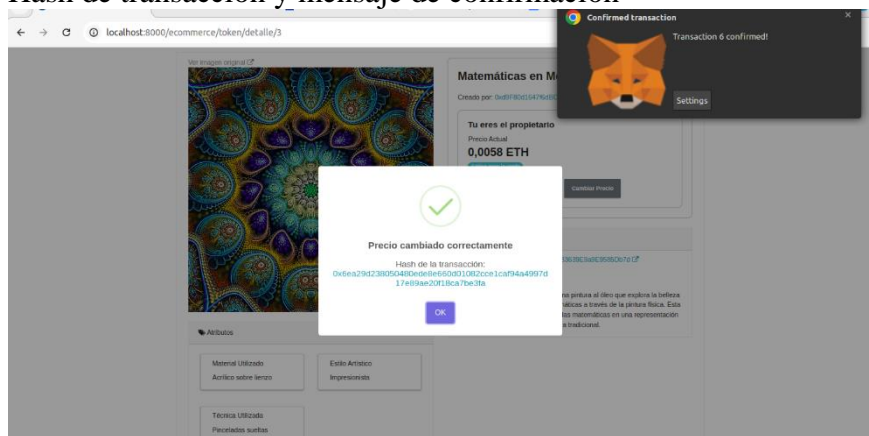 Hash de transacción y mensaje de confirmación
localhost:8000/ecommerce/token/detalle/3
Confirmed transaction
Transaction 6 confirmed!
Settings
Ver imagen original
Matemáticas en
Creado por:
Tu eres el propietario
Precio Actual
0,0058 ETH
Cambiar Precio
Precio cambiado correctamente
Hash de la transacción:
0x6ea29d238050480ede8e660d01082cce1caf94a4997d
17e89ae20f18ca7be3fa
OK
na pintura al óleo que explora la belleza
máticas a través de la pintura física. Esta
tos matemáticos en una representación
a tradicional.
Atributos
Material Utilizado
Acrílico sobre lienzo
Estilo Artístico
Impresionista
Técnica Utilizada
Pinceladas sueltas